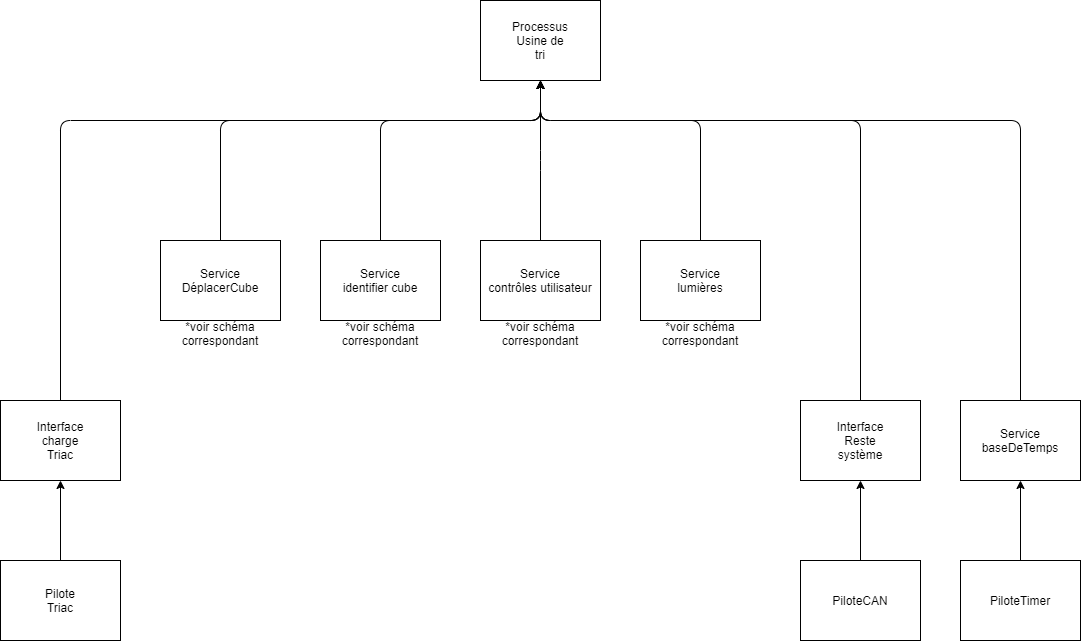 Processus
Usine de
tri
Service
DéplacerCube
*voir schéma
correspondant
Service
identifier cube
*voir schéma
correspondant
Service
contrôles utilisateur
*voir schéma
correspondant
Service
lumières
*voir schéma
correspondant
Interface
charge
Triac
Interface
Reste
système
Service
baseDeTemps
Pilote
Triac
PiloteCAN
PiloteTimer